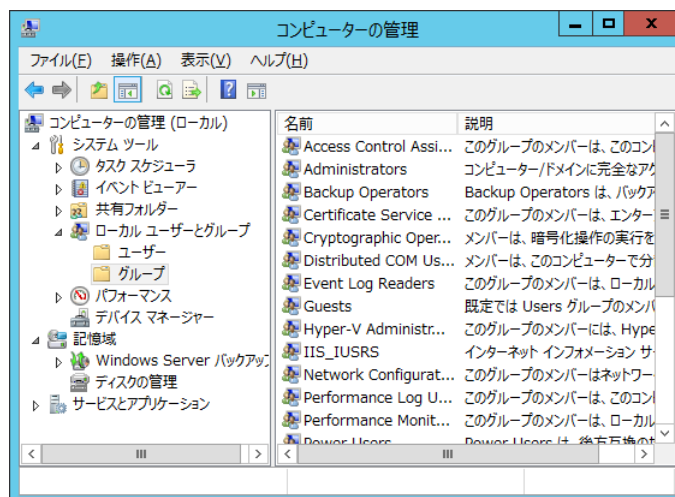 コンピューターの管理
ファイル(F) 操作(A) 表示(V) ヘルプ(H)
コンピューターの管理 (ローカル)
システム ツール
タスク スケジューラ
イベント ビューアー
共有フォルダー
ローカル ユーザーとグループ
ユーザー
グループ
パフォーマンス
デバイス マネージャー
記憶域
Windows Server バックアップ
ディスクの管理
サービスとアプリケーション
名前 説明
Access Control Assi... このグループのメンバーは、このコン
Administrators コンピューター/ドメインに完全なアク
Backup Operators Backup Operators は、バックア
Certificate Service ... このグループのメンバーは、エンター
Cryptographic Oper... メンバーは、暗号化操作の実行を
Distributed COM Us... メンバーは、このコンピューターで分
Event Log Readers このグループのメンバーは、ローカル
Guests 既定では Users グループのメンバ
Hyper-V Administr... このグループのメンバーには、Hype
IIS_IUSRS インターネット インフォメーション サー
Network Configurat... このグループのメンバーはネットワー
Performance Log U... このグループのメンバーは、このコン
Performance Monit... このグループのメンバーは、ローカル
Power Users Power Users は、後方互換の